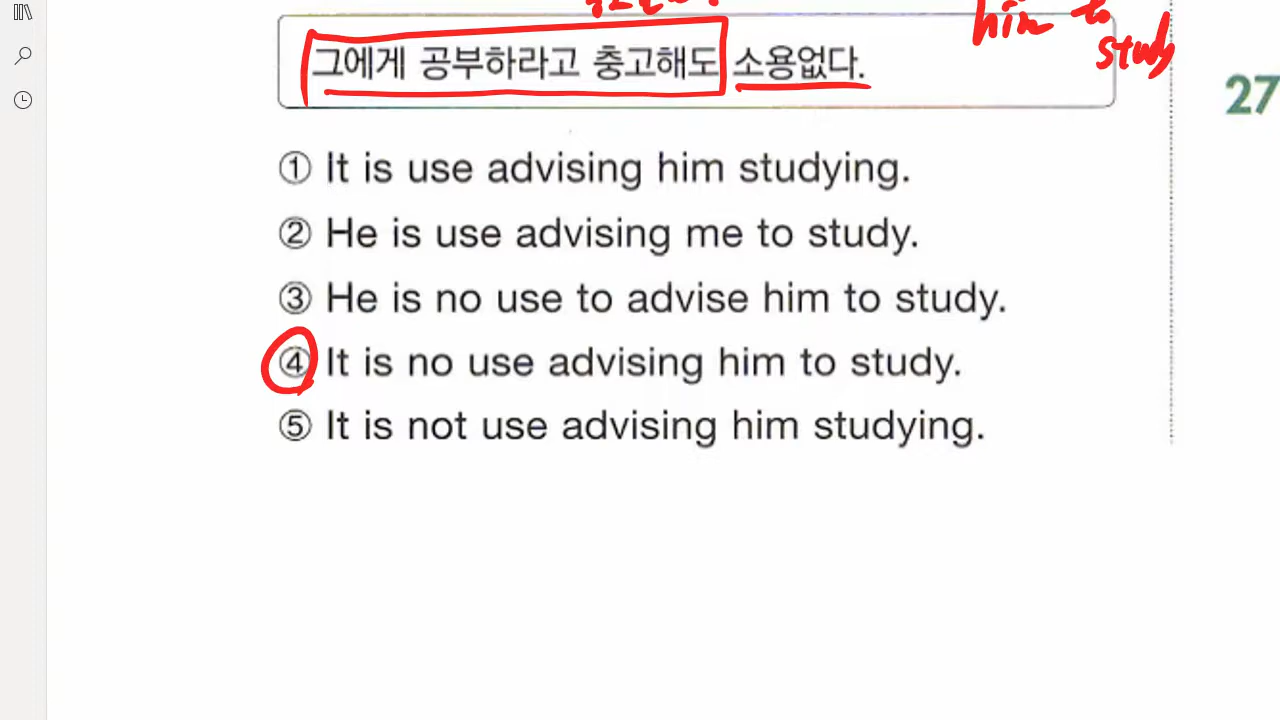 him to
study
그에게 공부하라고 충고해도 소용없다.
27
① It is use advising him studying.
② He is use advising me to study.
③ He is no use to advise him to study.
④ It is no use advising him to study.
⑤ It is not use advising him studying.